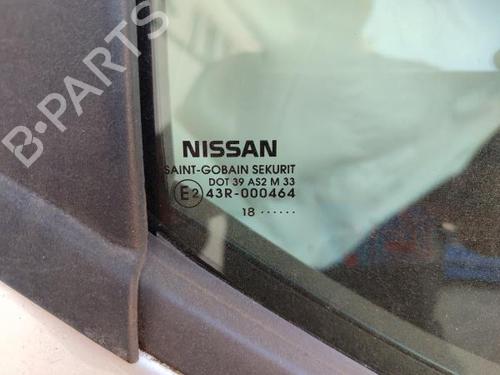 B-PARTS
NISSAN
SAINT-GOBAIN SEKURIT
DOT 39 AS2 M 33
E2 43R-000464
18 ······